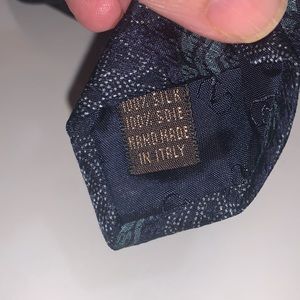 100% SILK
100% SOIE
HAND MADE
IN ITALY